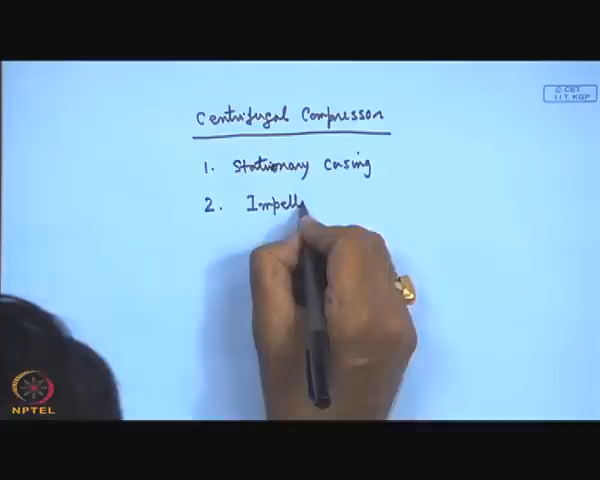 © CET
I.I.T. KGP
Centrifugal Compressor
1. Stationary Casing
2. Impell
NPTEL